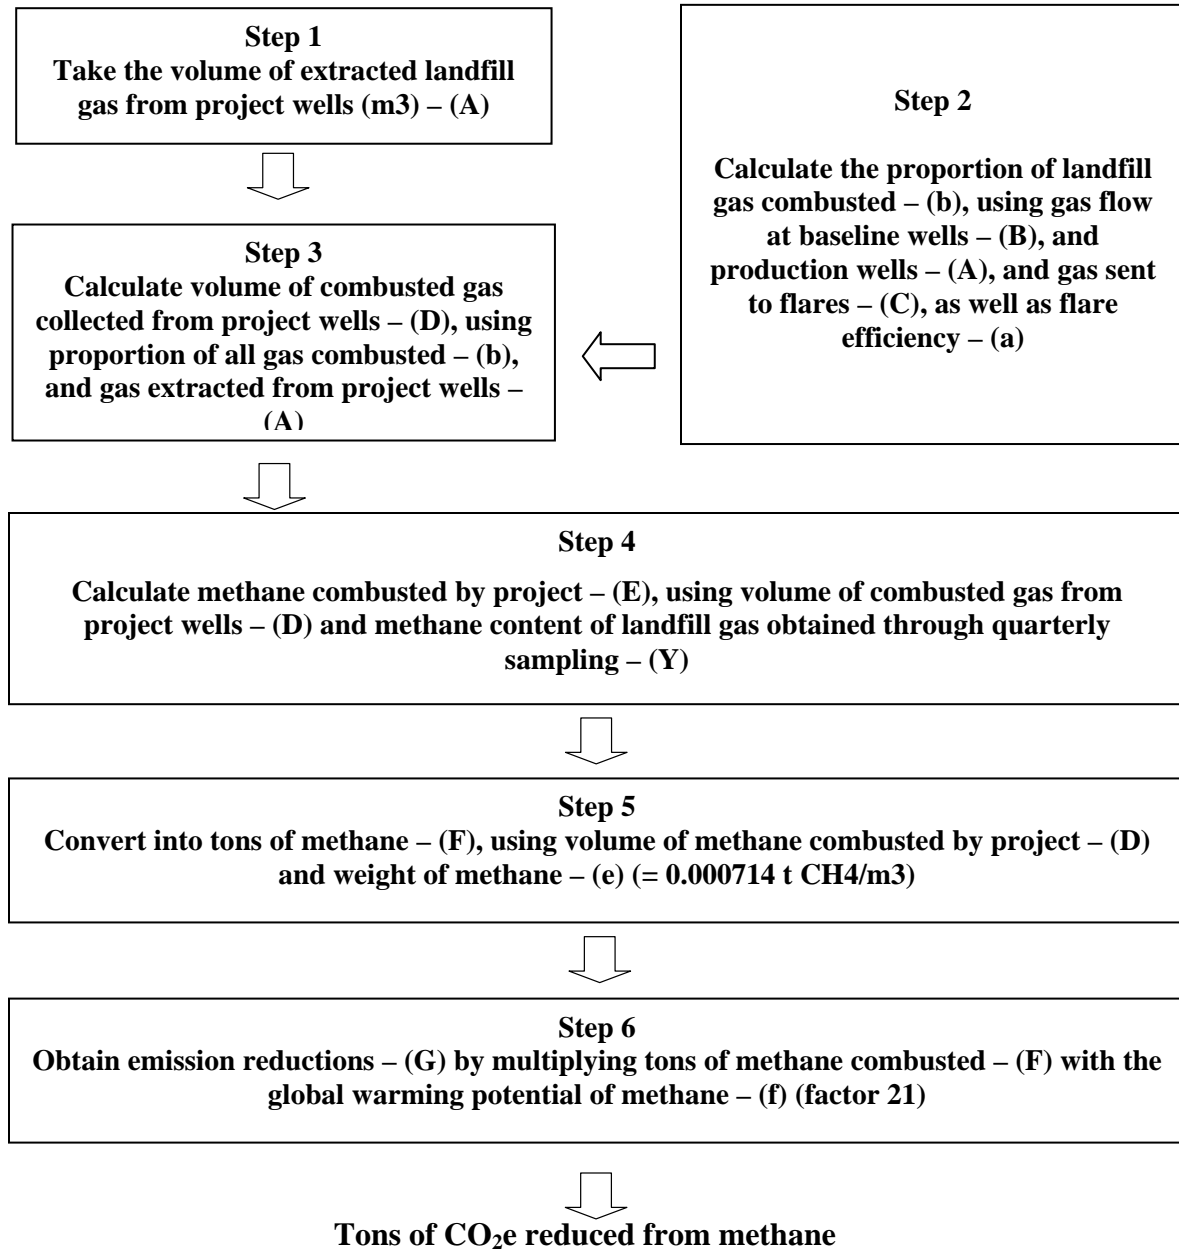 Step 1
Take the volume of extracted landfill
gas from project wells (m3) – (A)
Step 2
Calculate the proportion of landfill
gas combusted – (b), using gas flow
at baseline wells – (B), and
production wells – (A), and gas sent
to flares – (C), as well as flare
efficiency – (a)
Step 3
Calculate volume of combusted gas
collected from project wells – (D), using
proportion of all gas combusted – (b),
and gas extracted from project wells –
(A)
Step 4
Calculate methane combusted by project – (E), using volume of combusted gas from
project wells – (D) and methane content of landfill gas obtained through quarterly
sampling – (Y)
Step 5
Convert into tons of methane – (F), using volume of methane combusted by project – (D)
and weight of methane – (e) (= 0.000714 t CH4/m3)
Step 6
Obtain emission reductions – (G) by multiplying tons of methane combusted – (F) with the
global warming potential of methane – (f) (factor 21)
Tons of CO₂e reduced from methane